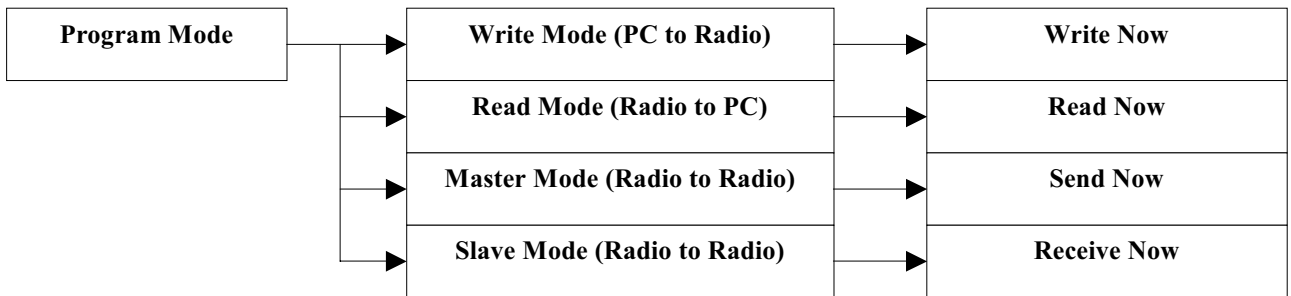 Program Mode
Write Mode (PC to Radio)
Write Now
Read Mode (Radio to PC)
Read Now
Master Mode (Radio to Radio)
Send Now
Slave Mode (Radio to Radio)
Receive Now